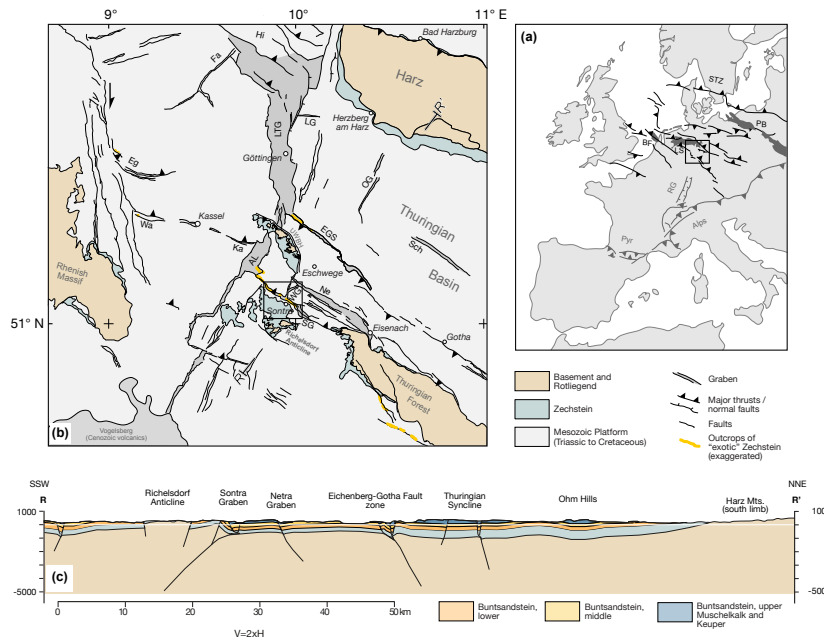 9°
10°
11° E
Hi
Bad Harzburg
Fa
Harz
R'
LTG
LG
Herzberg
am Harz
Göttingen
OG
Eg
Thuringian
Basin
Wa
Kassel
EGS
UWBH
Sch
Ka
Rhenish
Massif
AL
Eschwege
Ne
Sontra
51° N
SG
Eisenach
Gotha
Richelsdorf
Anticline
R
Thuringian
Forest
Vogelsberg
(Cenozoic volcanics)
(b)
(a)
STZ
PB
BF
LS
RG
Alps
Pyr
Basement and
Rotliegend
Zechstein
Mesozoic Platform
(Triassic to Cretaceous)
Graben
Major thrusts /
normal faults
Faults
Outcrops of
"exotic" Zechstein
(exaggerated)
SSW
R
Richelsdorf
Anticline
Sontra
Graben
Netra
Graben
Eichenberg-Gotha Fault
zone
Thuringian
Syncline
Ohm Hills
Harz Mts.
(south limb)
NNE
R'
1000
-5000
100
-500
(c)
0
10
20
30
40
50 km
V=2xH
Buntsandstein,
lower
Buntsandstein,
middle
Buntsandstein, upper
Muschelkalk and
Keuper